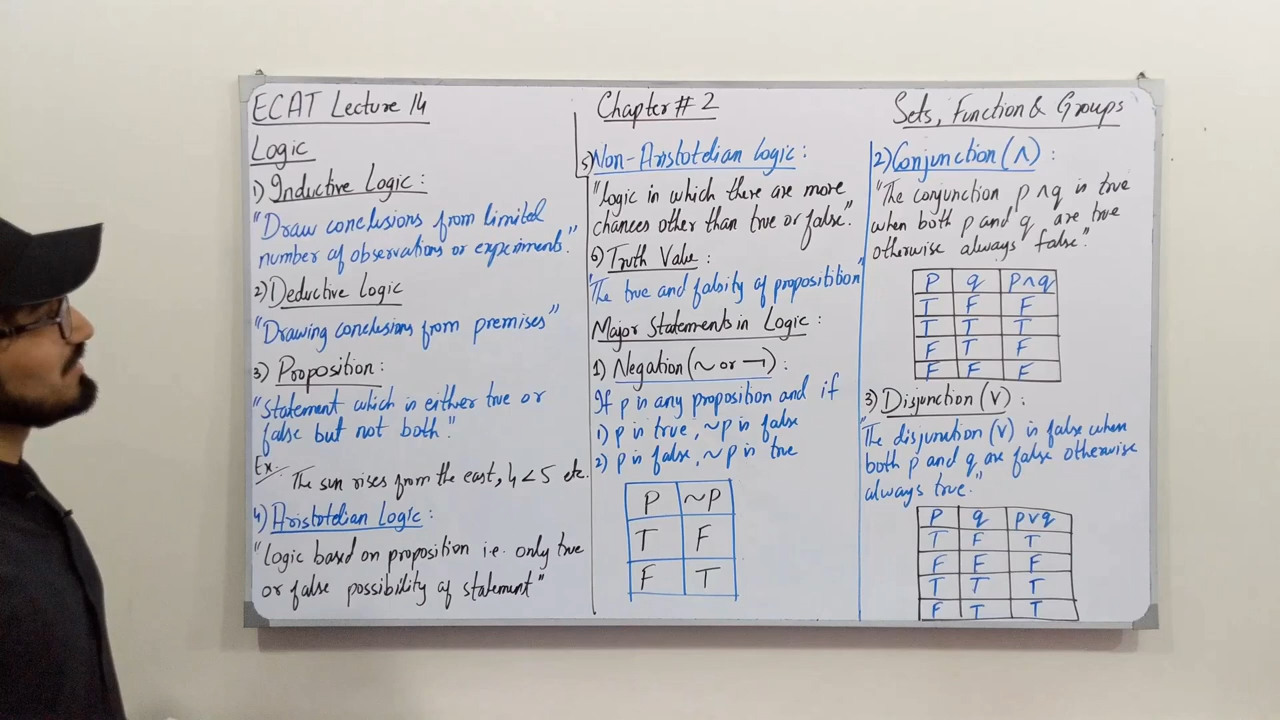 ECAT Lecture 14
Chapter # 2
Sets, Function & Groups
Logic
1) Inductive Logic:
"Draw conclusions from limited
number of observations or experiments."
2) Deductive Logic
"Drawing conclusions from premises"
3) Proposition:
"Statement which is either true or
false but not both."
Ex:- The sun rises from the east, 4 < 5 etc.
4) Aristotelian Logic:
"Logic based on proposition i.e. only true
or false possibility of statement"
5) Non-Aristotelian Logic:
"Logic in which there are more
chances other than true or false."
6) Truth Value:
"The true and falsity of propositibition"
Major Statements in Logic:
1) Negation (~ or ¬):
If p is any proposition and if
1) p is true, ~p is false
2) p is false, ~p is true
P ~P
T F
F T
2) Conjunction (∧):
"The conjunction p∧q is true
when both p and q are true
otherwise always false."
P q P∧q
T F F
T T T
F T F
F F F
3) Disjunction (V):
"The disjunction (V) is false when
both p and q are false otherwise
always true."
P q pvq
T F T
F F F
T T T
F T T